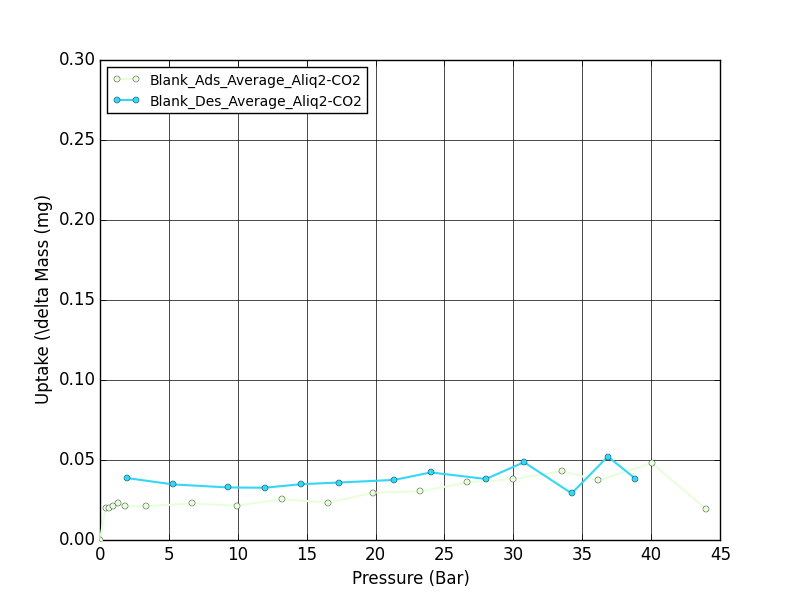 0.30
0.25
0.20
0.15
0.10
0.05
0.00
Uptake (\delta Mass (mg)
Blank_Ads_Average_Aliq2-CO2
Blank_Des_Average_Aliq2-CO2
0 5 10 15 20 25 30 35 40 45
Pressure (Bar)